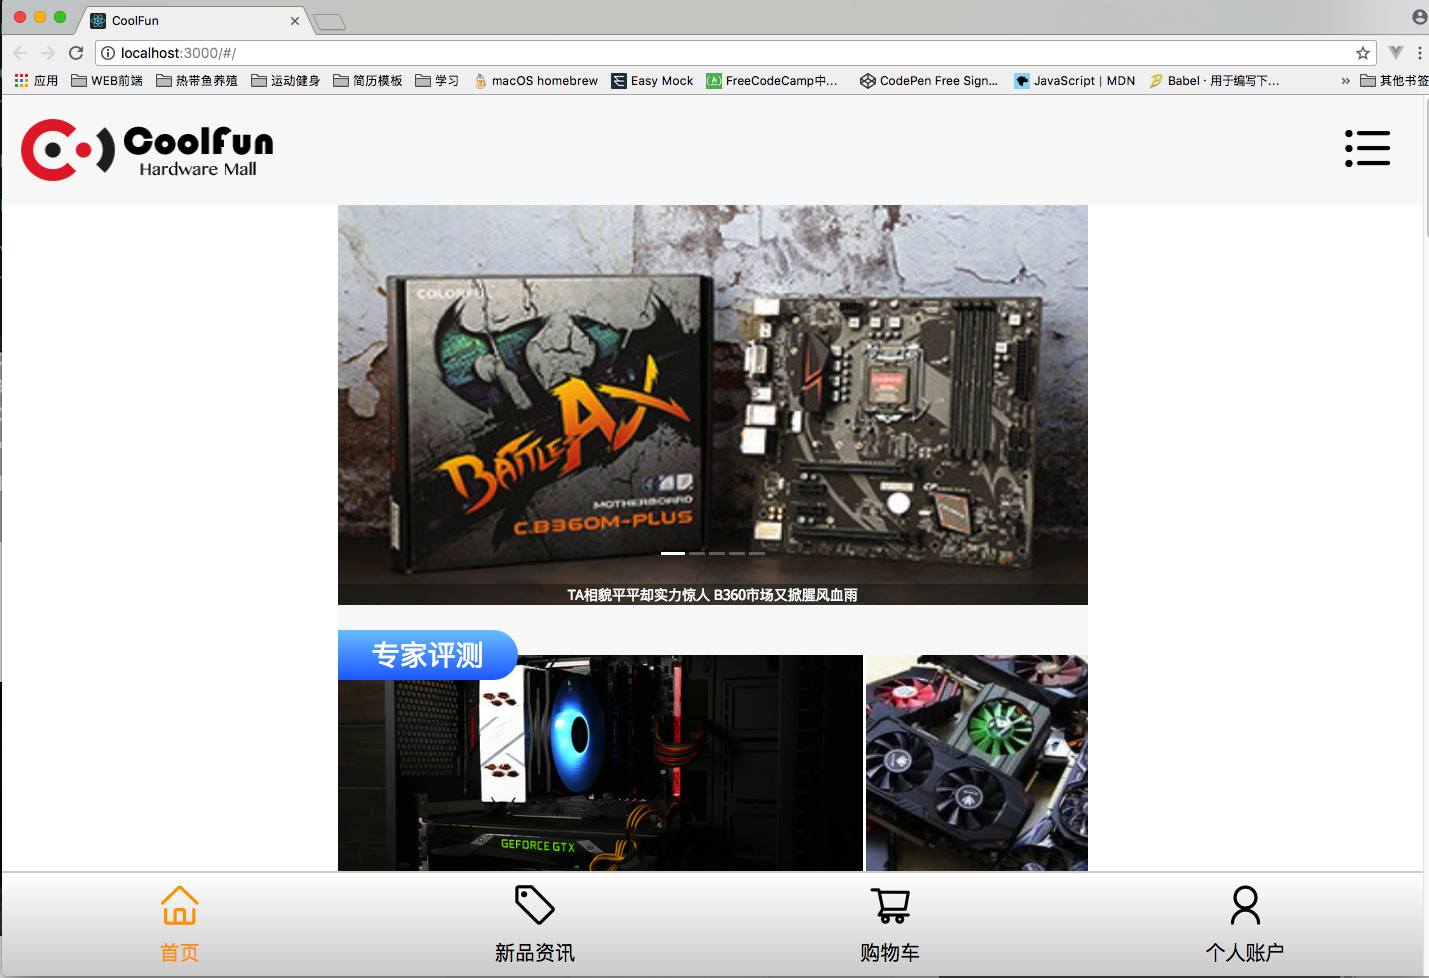 CoolFun
localhost:3000/#/
应用 WEB前端 热带鱼养殖 运动健身 简历模板 学习 macOS homebrew Easy Mock FreeCodeCamp中... CodePen Free Sign... JavaScript | MDN Babel · 用于编写下... » 其他书签
CoolFun
Hardware Mall
COLORFUL
BATTLE-AX
MOTHERBOARD
C.B360M-PLUS
TA相貌平平却实力惊人 B360市场又掀腥风血雨
专家评测
GEFORCE GTX
首页 新品资讯 购物车 个人账户